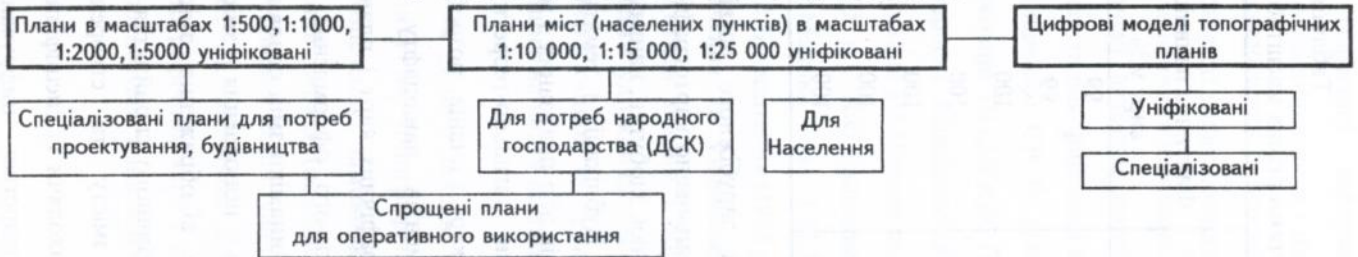 Плани в масштабах 1:500, 1:1000,
1:2000, 1:5000 уніфіковані
Плани міст (населених пунктів) в масштабах
1:10 000, 1:15 000, 1:25 000 уніфіковані
Цифрові моделі топографічних
планів
Спеціалізовані плани для потреб
проектування, будівництва
Для потреб народного
господарства (ДСК)
Для
Населення
Уніфіковані
Спеціалізовані
Спрощені плани
для оперативного використання